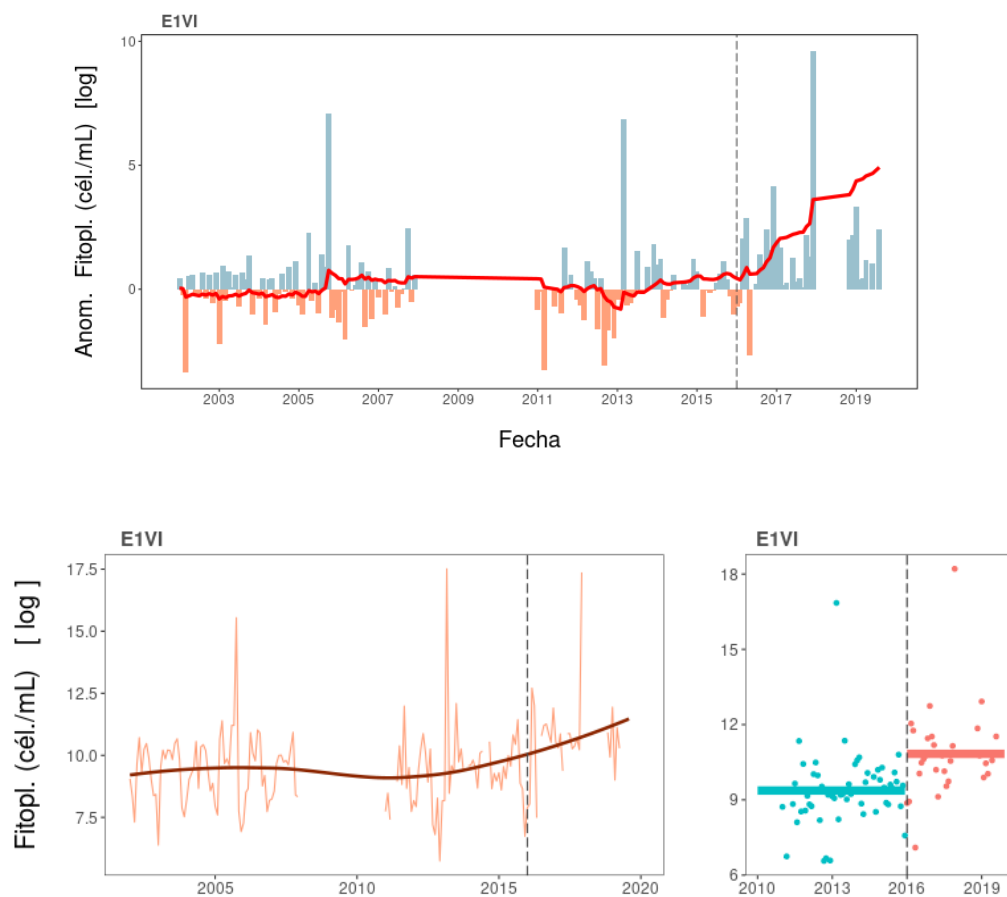 E1VI
Anom. Fitopl. (cél./mL) [log]
10
5
0
2003 2005 2007 2009 2011 2013 2015 2017 2019
Fecha
E1VI
Fitopl. (cél./mL) [ log ]
17.5
15.0
12.5
10.0
7.5
2005 2010 2015 2020
E1VI
18
15
12
9
6
2010 2013 2016 2019